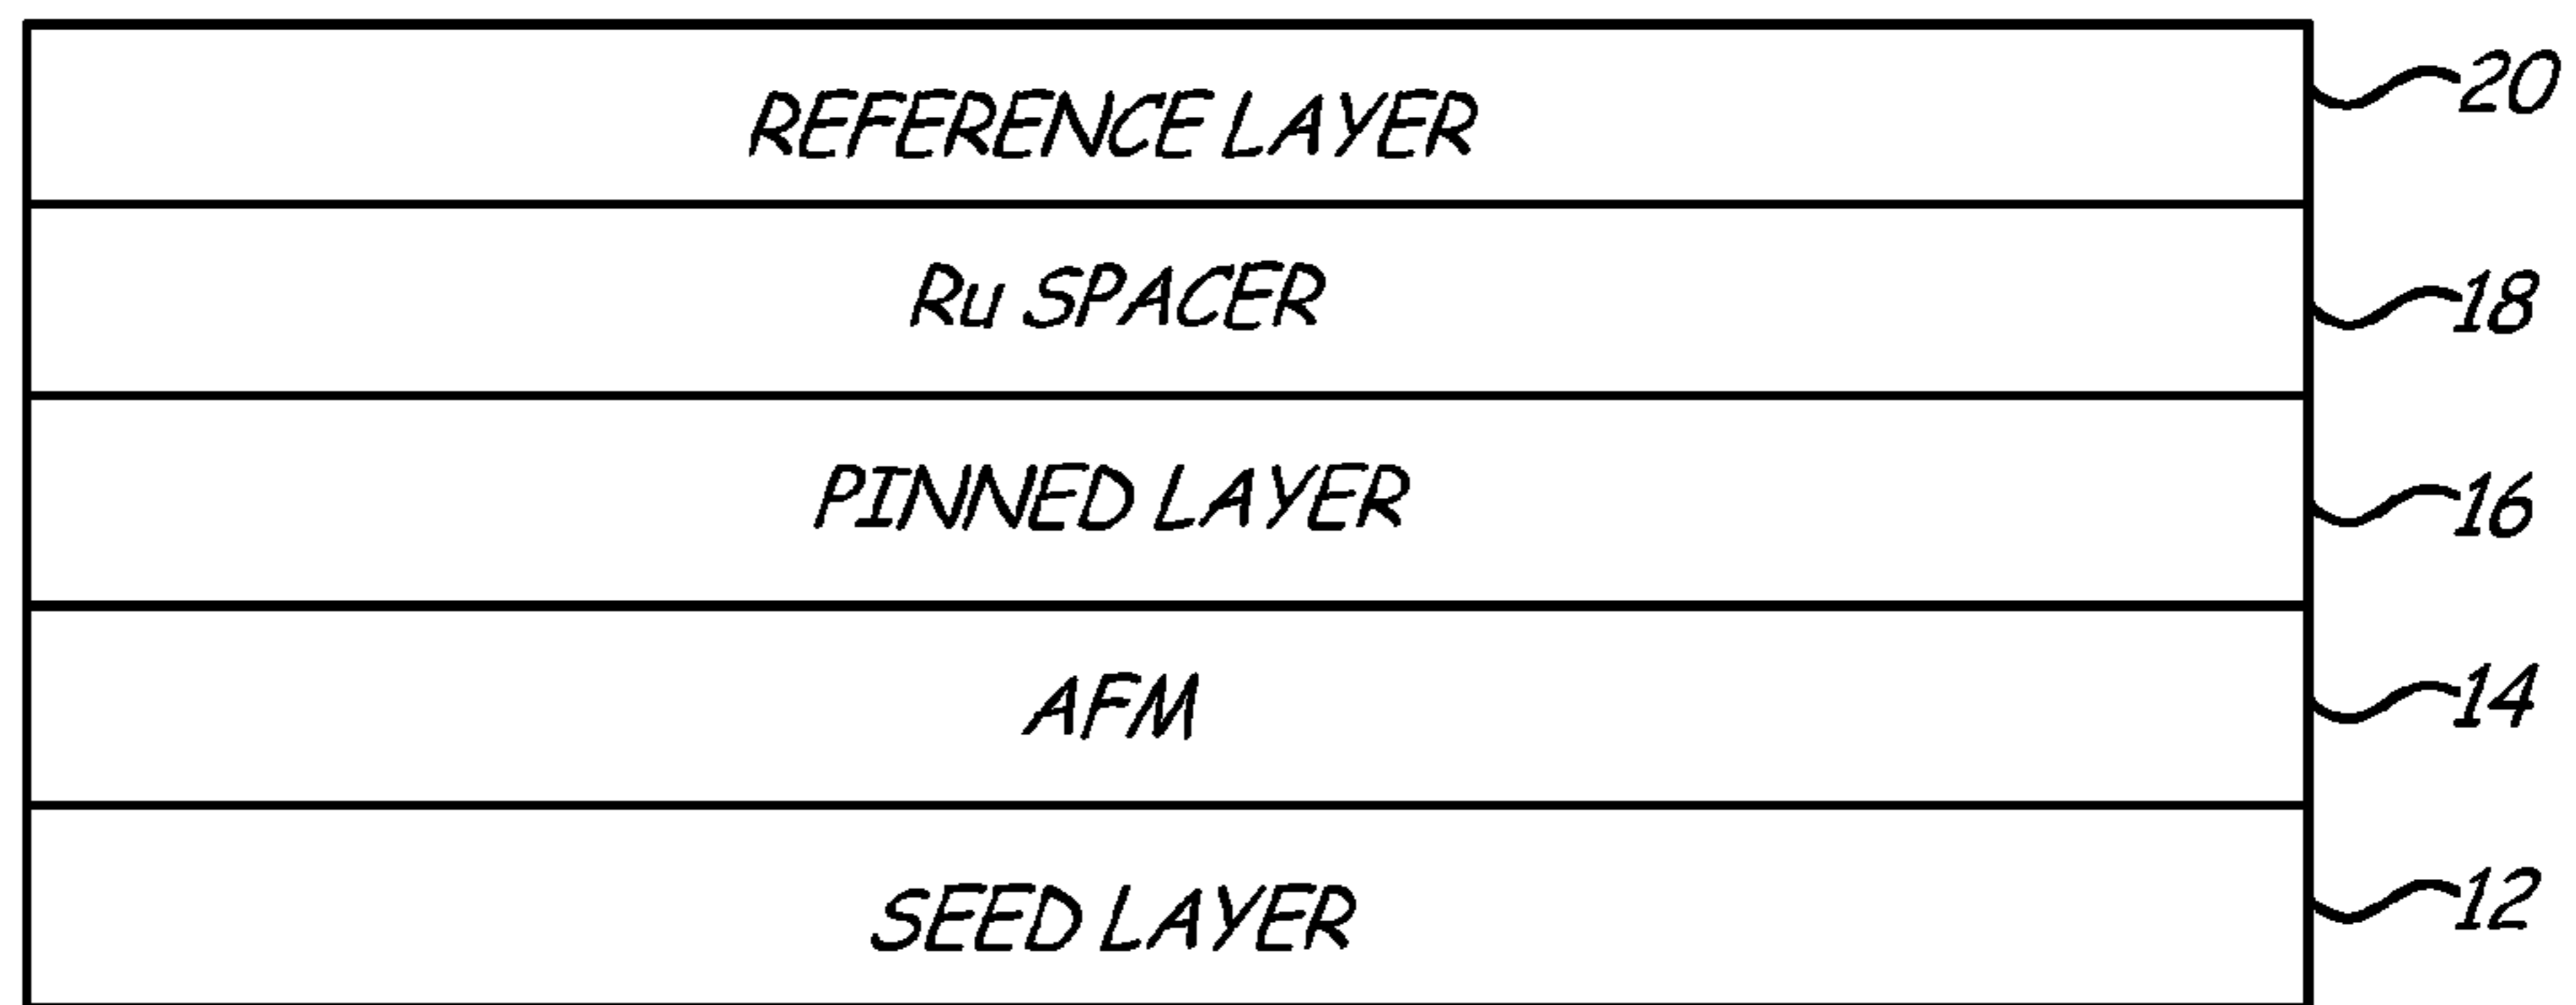 REFERENCE LAYER 20
Ru SPACER 18
PINNED LAYER 16
AFM 14
SEED LAYER 12